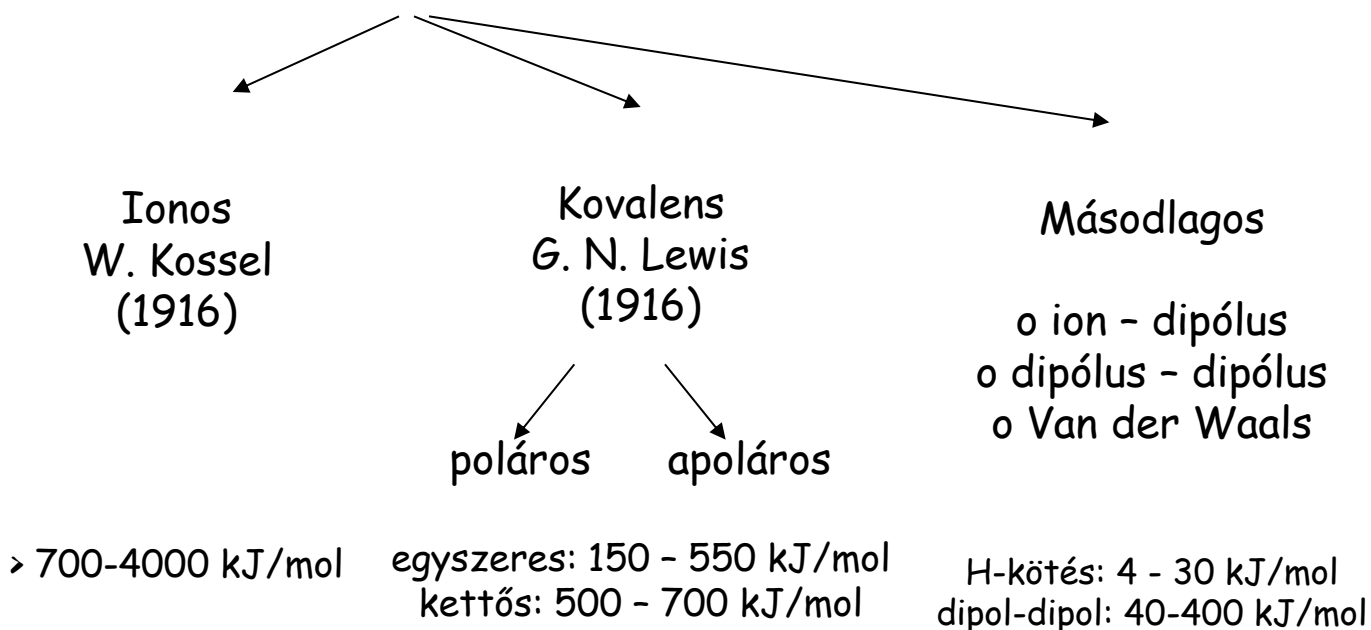 Ionos
W. Kossel
(1916)
Kovalens
G. N. Lewis
(1916)
poláros
apoláros
Másodlagos
o ion – dipólus
o dipólus – dipólus
o Van der Waals
> 700-4000 kJ/mol
egyszeres: 150 – 550 kJ/mol
kettős: 500 – 700 kJ/mol
H-kötés: 4 - 30 kJ/mol
dipol-dipol: 40-400 kJ/mol